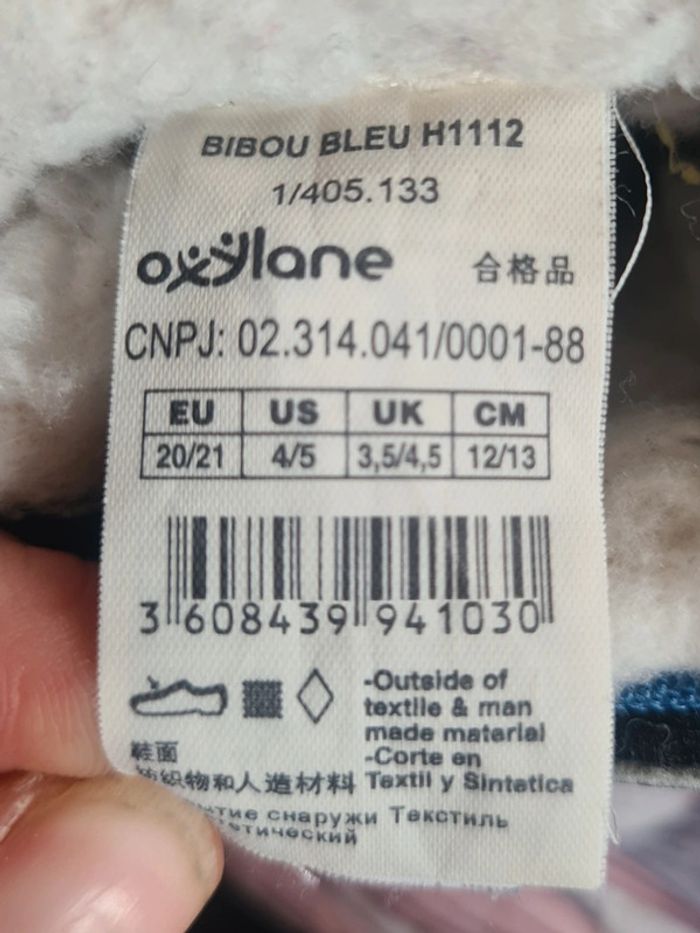 BIBOU BLEU H1112
1/405.133
oxylane 合格品
CNPJ: 02.314.041/0001-88
EU US UK CM
20/21 4/5 3,5/4,5 12/13
3 608439 941030
-Outside of
textile & man
made material
-Corte en
Textil y Sintetica
鞋面
纺织物和人造材料
снаружи Текстиль